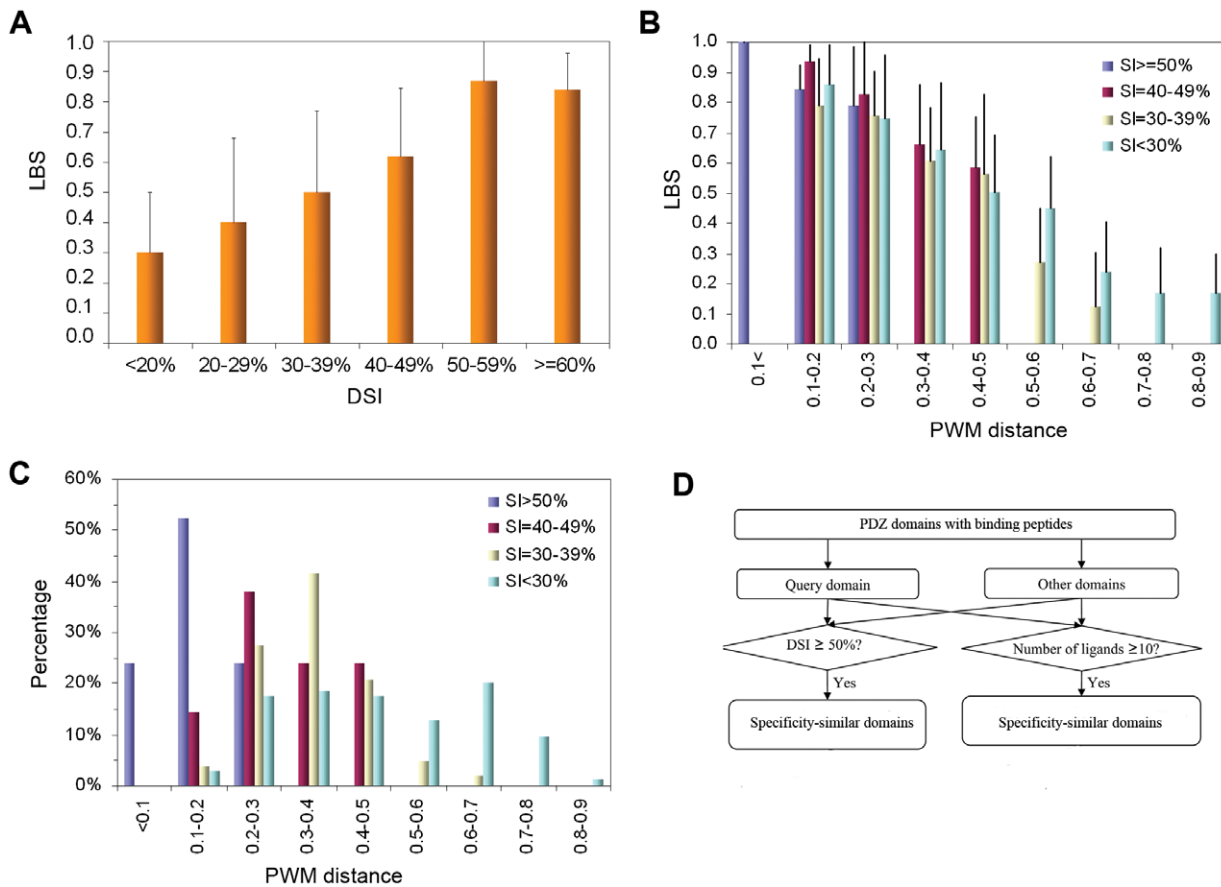 A
1.0
0.9
0.8
0.7
0.6
0.5
0.4
0.3
0.2
0.1
0.0
LBS
<20% 20-29% 30-39% 40-49% 50-59% >=60%
DSI
B
1.0
0.9
0.8
0.7
0.6
0.5
0.4
0.3
0.2
0.1
0.0
LBS
SI>=50%
SI=40-49%
SI=30-39%
SI<30%
0.1<
0.1-0.2
0.2-0.3
0.3-0.4
0.4-0.5
0.5-0.6
0.6-0.7
0.7-0.8
0.8-0.9
PWM distance
C
60%
50%
40%
30%
20%
10%
0%
Percentage
SI>50%
SI=40-49%
SI=30-39%
SI<30%
<0.1
0.1-0.2
0.2-0.3
0.3-0.4
0.4-0.5
0.5-0.6
0.6-0.7
0.7-0.8
0.8-0.9
PWM distance
D
PDZ domains with binding peptides
Query domain
Other domains
DSI ≥ 50%?
Number of ligands ≥10?
Yes
Yes
Specificity-similar domains
Specificity-similar domains